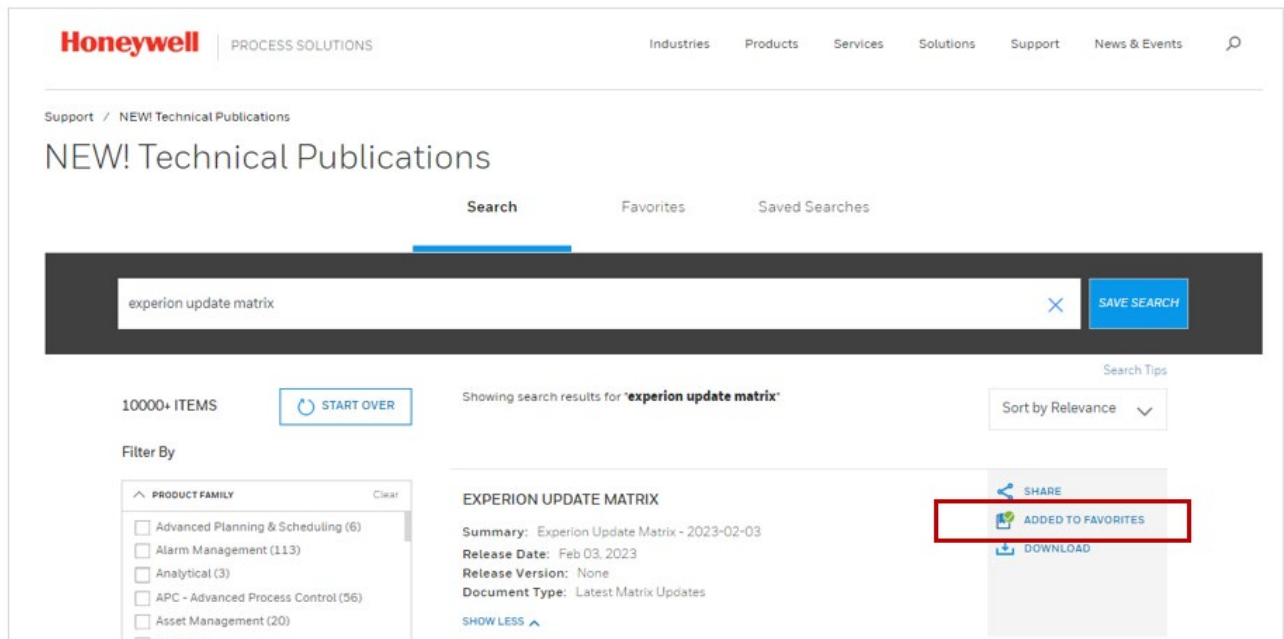 Honeywell PROCESS SOLUTIONS Industries Products Services Solutions Support News & Events
Support / NEW! Technical Publications
NEW! Technical Publications
Search Favorites Saved Searches
experion update matrix SAVE SEARCH
Search Tips
10000+ ITEMS START OVER Showing search results for "experion update matrix" Sort by Relevance
Filter By
PRODUCT FAMILY Clear
Advanced Planning & Scheduling (6)
Alarm Management (113)
Analytical (3)
APC - Advanced Process Control (56)
Asset Management (20)
EXPERION UPDATE MATRIX
Summary: Experion Update Matrix - 2023-02-03
Release Date: Feb 03, 2023
Release Version: None
Document Type: Latest Matrix Updates
SHOW LESS
SHARE
ADDED TO FAVORITES
DOWNLOAD